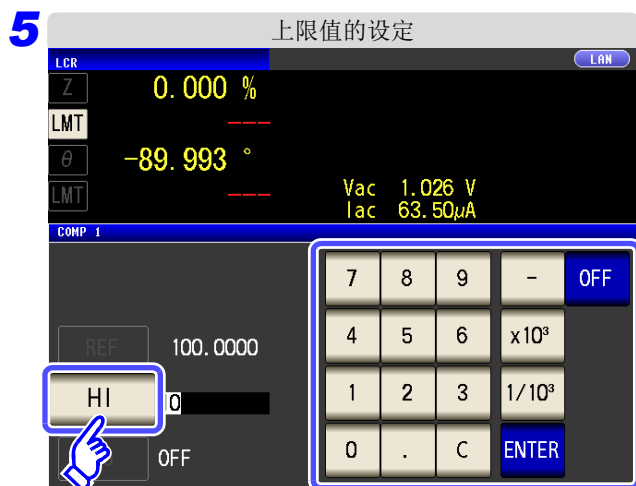 5
上限值的设定
LCR
LAN
Z 0.000 %
LMT ---
θ -89.993 °
LMT ---
Vac 1.026 V
Iac 63.50μA
COMP 1
7 8 9 - OFF
4 5 6 x10³
1 2 3 1/10³
0 . C ENTER
REF 100.0000
HI 0
OFF